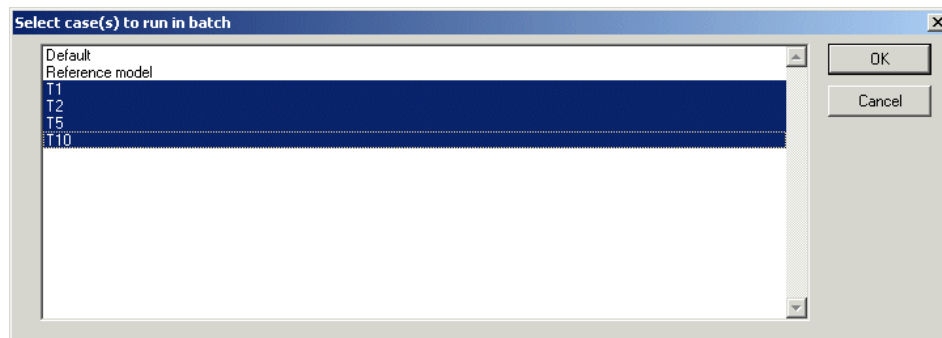 Select case(s) to run in batch
Default
Reference model
T1
T2
T5
T10
OK
Cancel